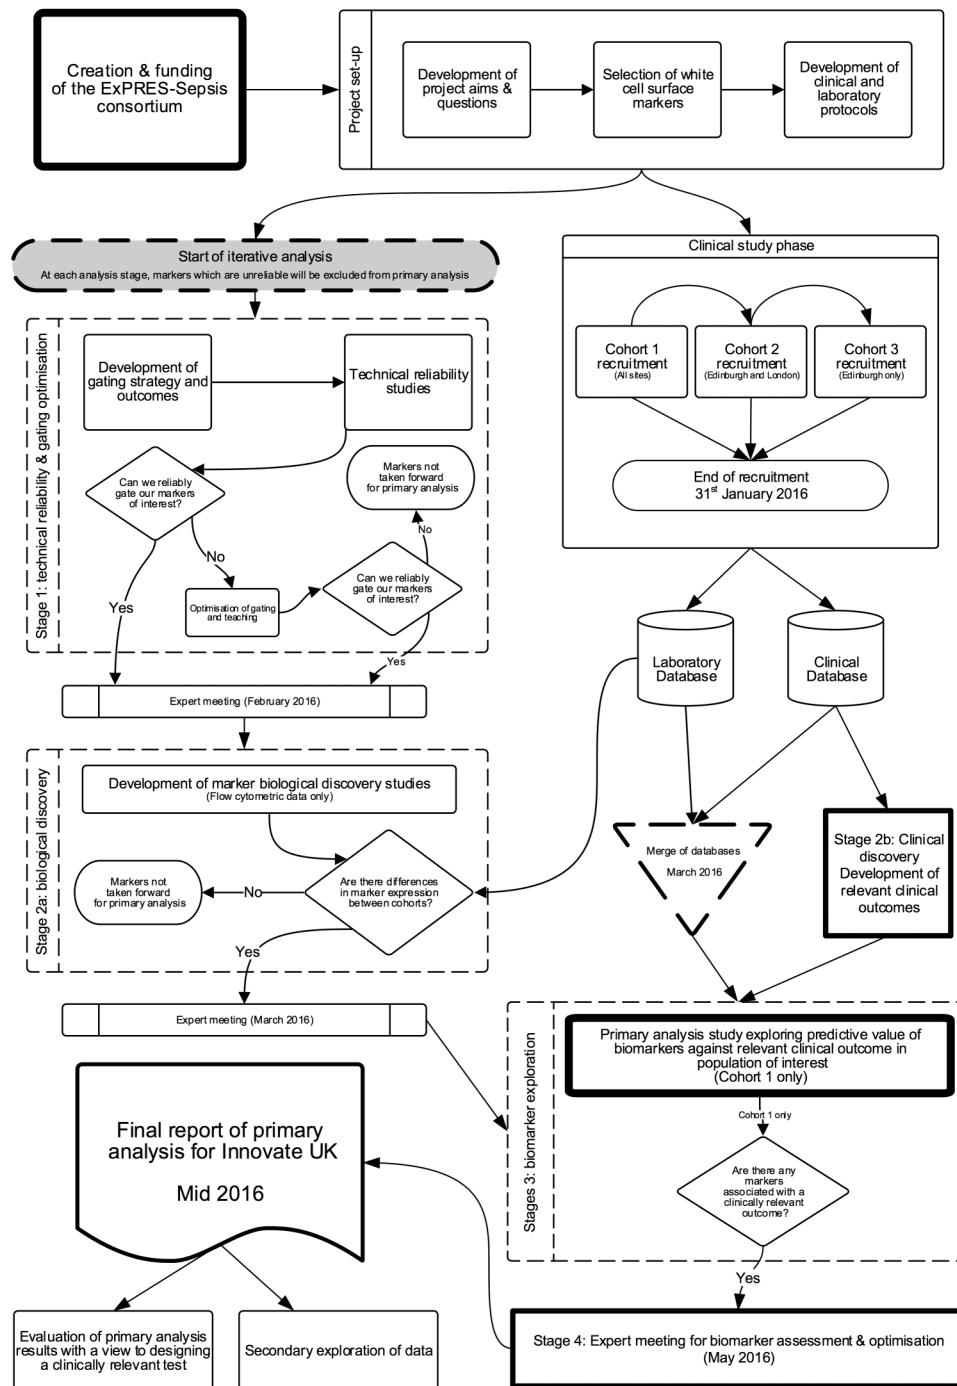 Creation & funding
of the ExPRES-Sepsis
consortium
Project set-up
Development of
project aims &
questions
Selection of white
cell surface
markers
Development of
clinical and
laboratory
protocols
Start of iterative analysis
At each analysis stage, markers which are unreliable will be excluded from primary analysis
Clinical study phase
Cohort 1
recruitment
(All sites)
Cohort 2
recruitment
(Edinburgh and London)
Cohort 3
recruitment
(Edinburgh only)
End of recruitment
31st January 2016
Stage 1: technical reliability & gating optimisation
Development of
gating strategy and
outcomes
Technical reliability
studies
Can we reliably
gate our markers
of interest?
Markers not
taken forward
for primary analysis
No
No
Optimisation of gating
and teaching
Can we reliably
gate our markers
of interest?
Yes
Yes
Expert meeting (February 2016)
Laboratory
Database
Clinical
Database
Stage 2a: biological discovery
Development of marker biological discovery studies
(Flow cytometric data only)
Markers not
taken forward
for primary analysis
No
Are there differences
in marker expression
between cohorts?
Yes
Merge of databases
March 2016
Stage 2b: Clinical
discovery
Development of
relevant clinical
outcomes
Expert meeting (March 2016)
Stages 3: biomarker exploration
Primary analysis study exploring predictive value of
biomarkers against relevant clinical outcome in
population of interest
(Cohort 1 only)
Cohort 1 only
Are there any
markers
associated with a
clinically relevant
outcome?
Yes
Final report of primary
analysis for Innovate UK
Mid 2016
Stage 4: Expert meeting for biomarker assessment & optimisation
(May 2016)
Evaluation of primary analysis
results with a view to designing
a clinically relevant test
Secondary exploration of data